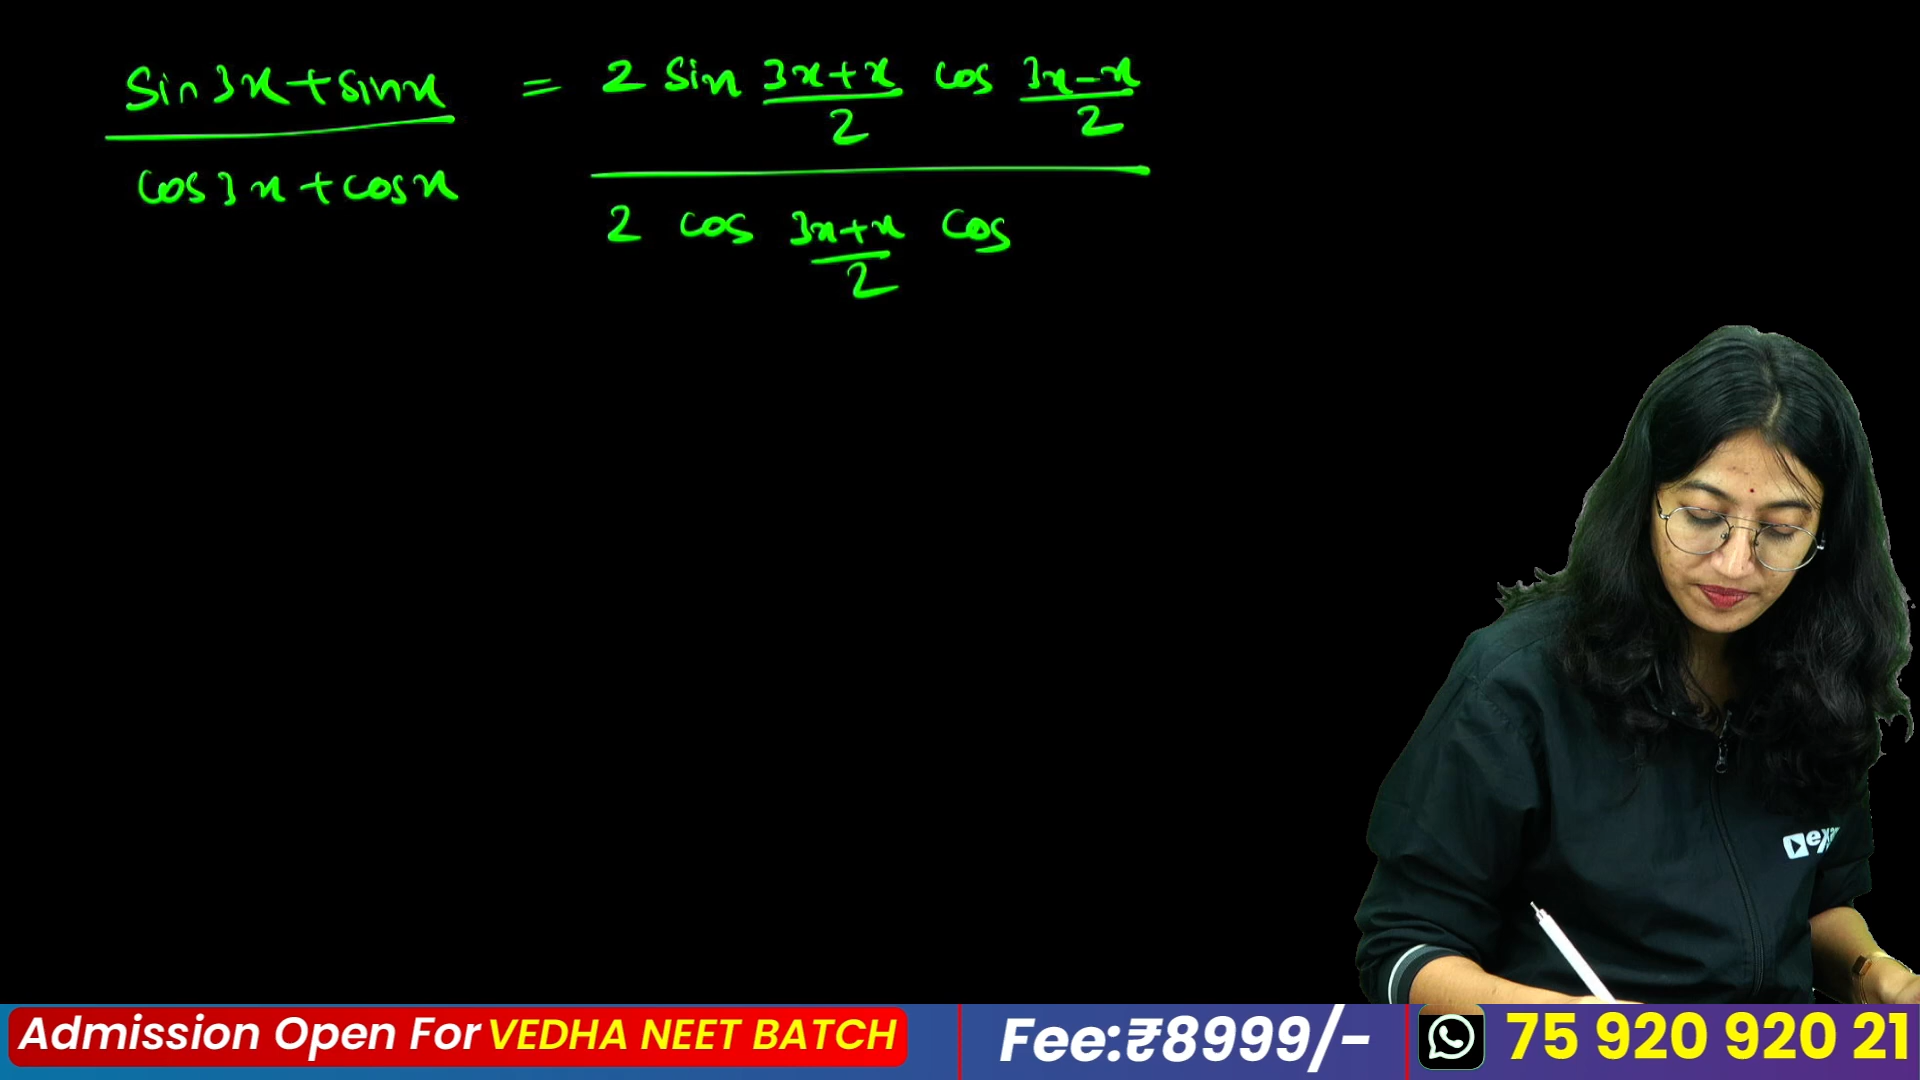 sin3x+sinx / cos3x+cosx = 2 sin 3x+x/2 cos 3x-x/2 / 2 cos 3x+x/2 cos
Admission Open For VEDHA NEET BATCH Fee:₹8999/- 75 920 920 21